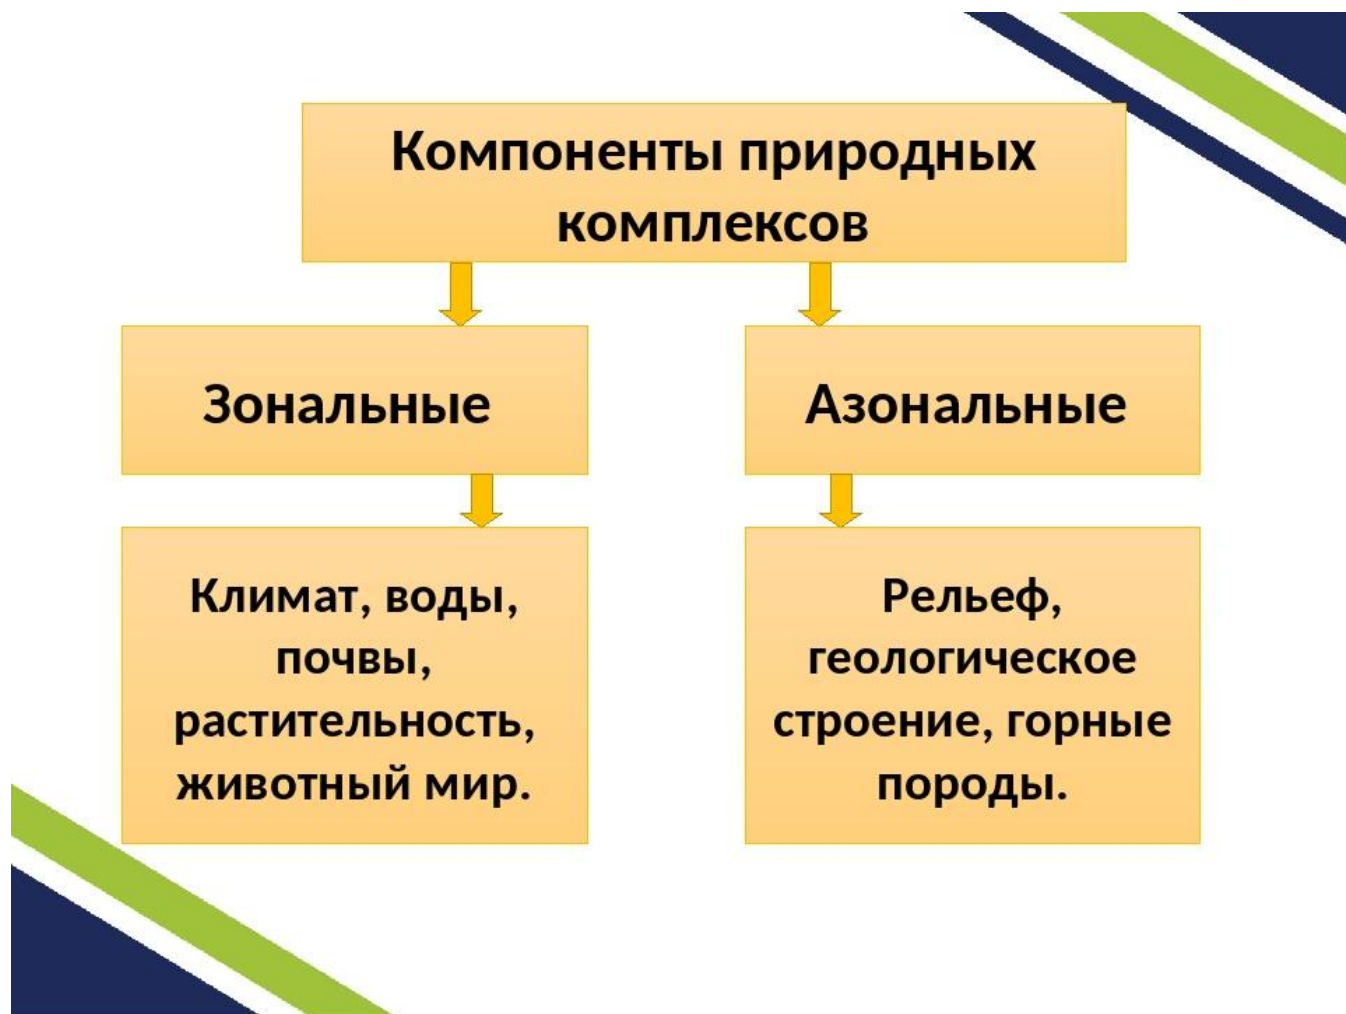 Компоненты природных
комплексов
Зональные
Азональные
Климат, воды,
почвы,
растительность,
животный мир.
Рельеф,
геологическое
строение, горные
породы.